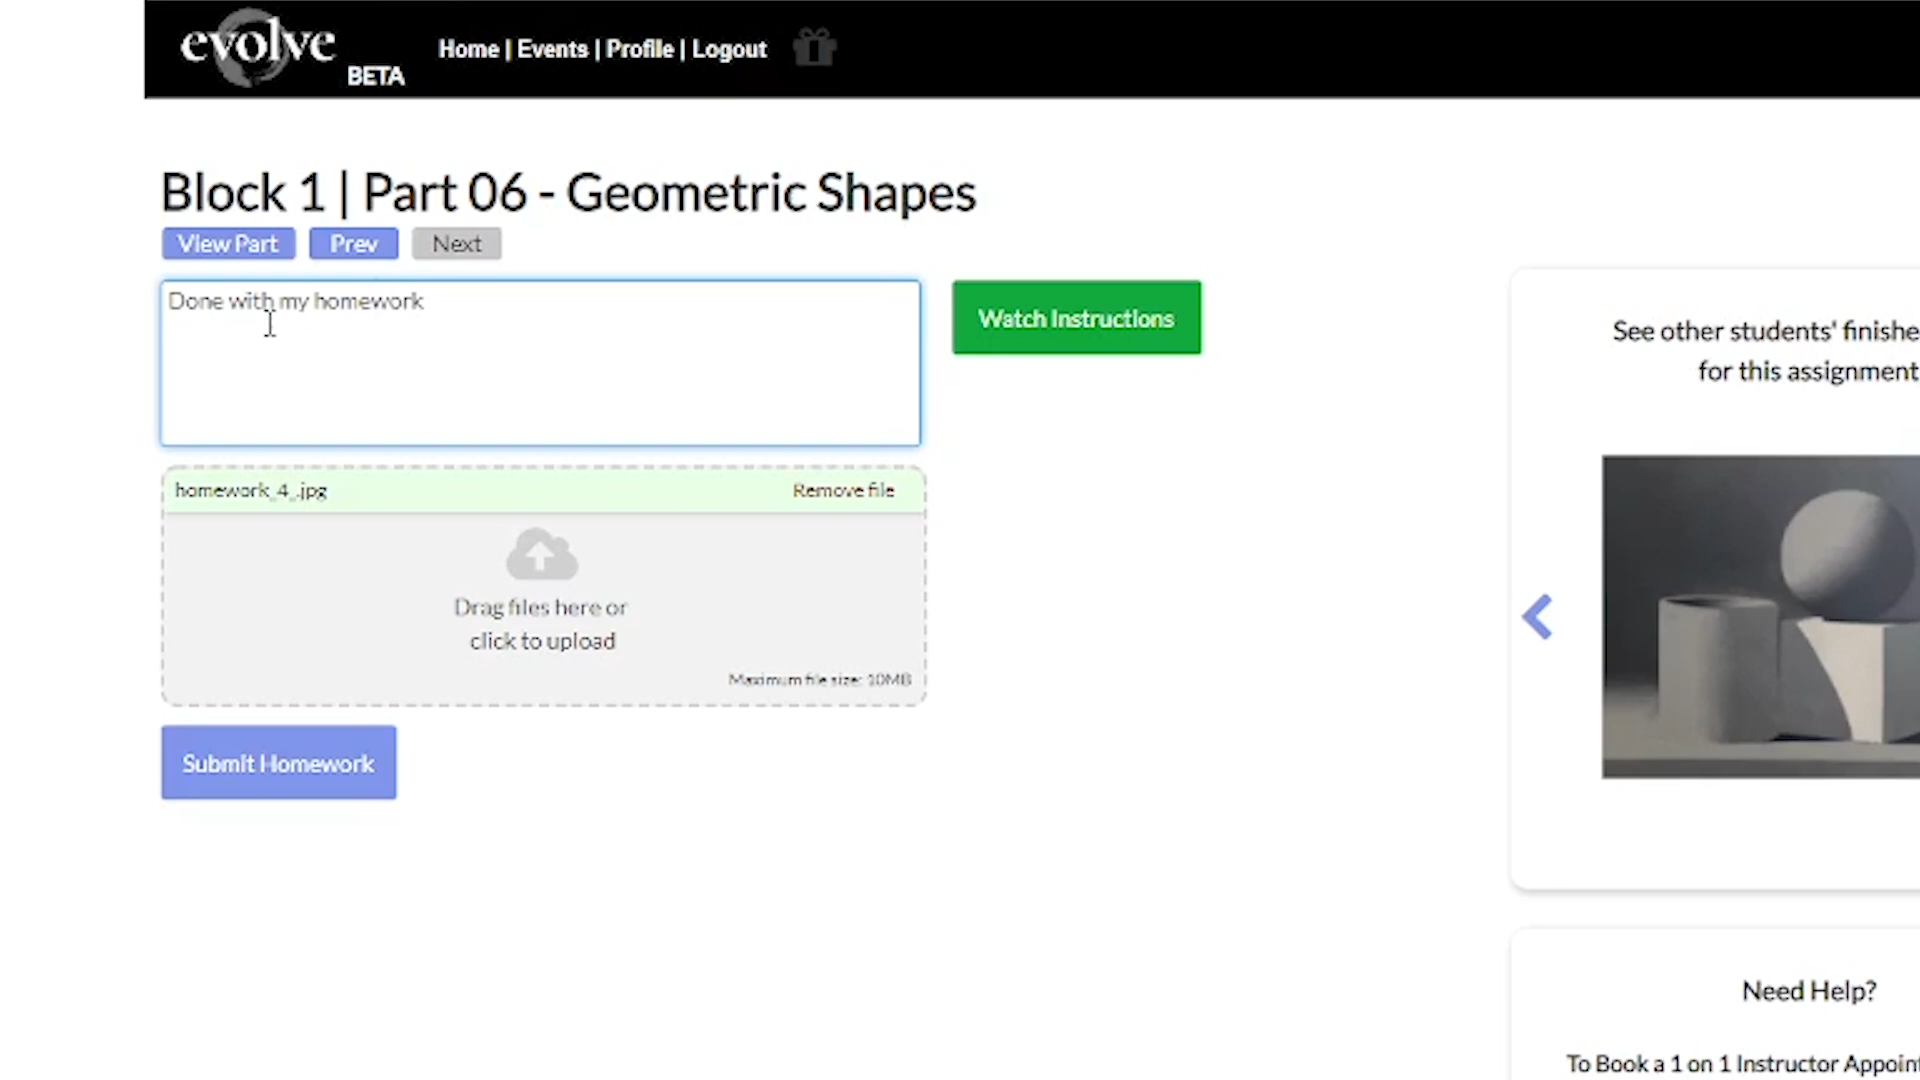 evolve
BETA
Home | Events | Profile | Logout
Block 1 | Part 06 - Geometric Shapes
View Part
Prev
Next
Done with my homework
Watch Instructions
homework_4_.jpg
Remove file
Drag files here or
click to upload
Maximum file size: 10MB
Submit Homework
See other students' finishe
for this assignment
Need Help?
To Book a 1 on 1 Instructor Appoint